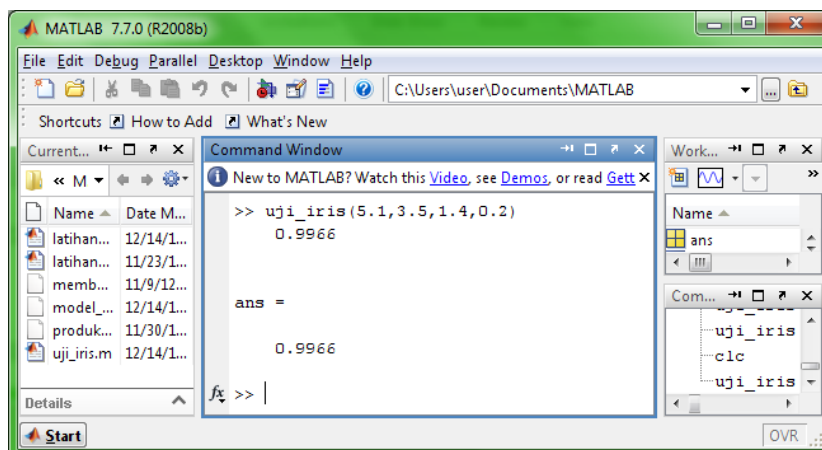 MATLAB 7.7.0 (R2008b)
File Edit Debug Parallel Desktop Window Help
C:\Users\user\Documents\MATLAB
...
Shortcuts How to Add What's New
Current...
« M
Name Date M...
latihan... 12/14/1...
latihan... 11/23/1...
memb... 11/9/12...
model_... 12/14/1...
produk... 11/30/1...
uji_iris.m 12/14/1...
Details
Command Window
New to MATLAB? Watch this Video, see Demos, or read Gett
>> uji_iris(5.1,3.5,1.4,0.2)
0.9966
ans =
0.9966
fx >>
Work...
»
Name
ans
Com...
uji_iris
clc
uji_iris
Start
OVR